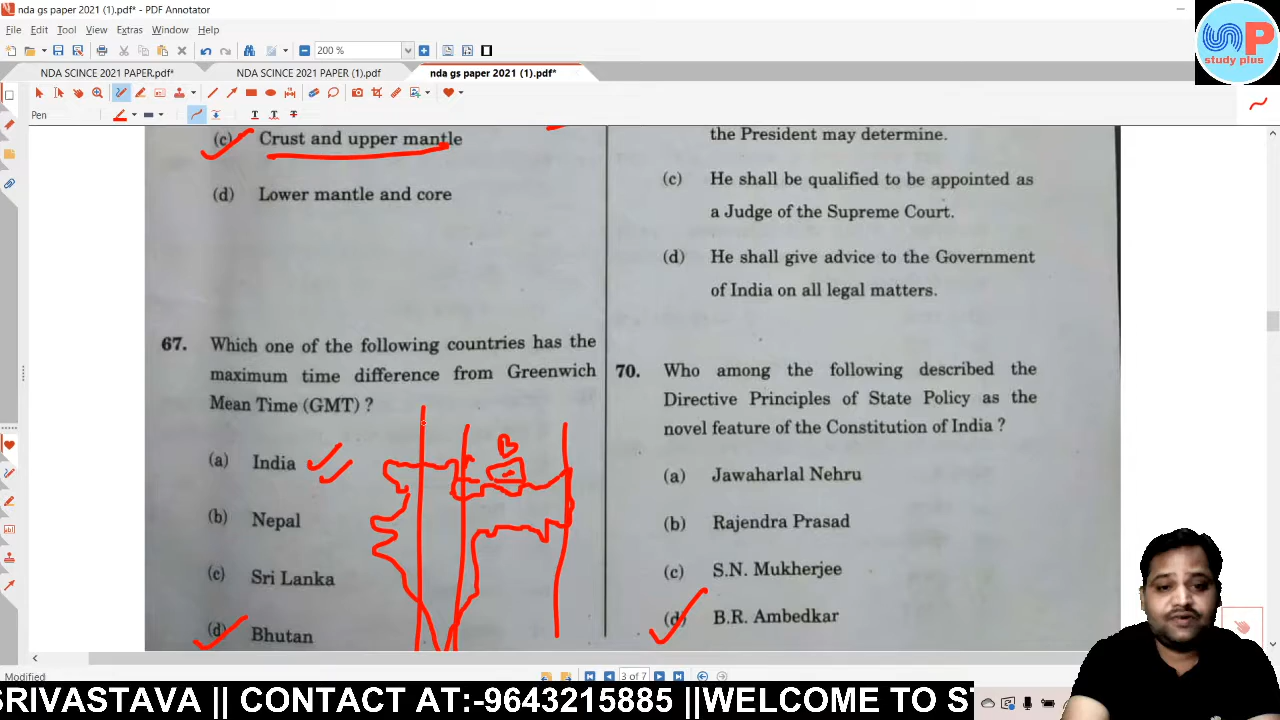 nda gs paper 2021 (1).pdf* - PDF Annotator
File Edit Tool View Extras Window Help
200 %
NDA SCINCE 2021 PAPER.pdf*
NDA SCINCE 2021 PAPER (1).pdf
nda gs paper 2021 (1).pdf*
Pen
SP
study plus
(c) Crust and upper mantle
(d) Lower mantle and core
67. Which one of the following countries has the
maximum time difference from Greenwich
Mean Time (GMT) ?
(a) India
(b) Nepal
(c) Sri Lanka
(d) Bhutan
the President may determine.
(c) He shall be qualified to be appointed as
a Judge of the Supreme Court.
(d) He shall give advice to the Government
of India on all legal matters.
70. Who among the following described the
Directive Principles of State Policy as the
novel feature of the Constitution of India ?
(a) Jawaharlal Nehru
(b) Rajendra Prasad
(c) S.N. Mukherjee
(d) B.R. Ambedkar
Modified
3 of 7
SRIVASTAVA || CONTACT AT:-9643215885 ||WELCOME TO ST